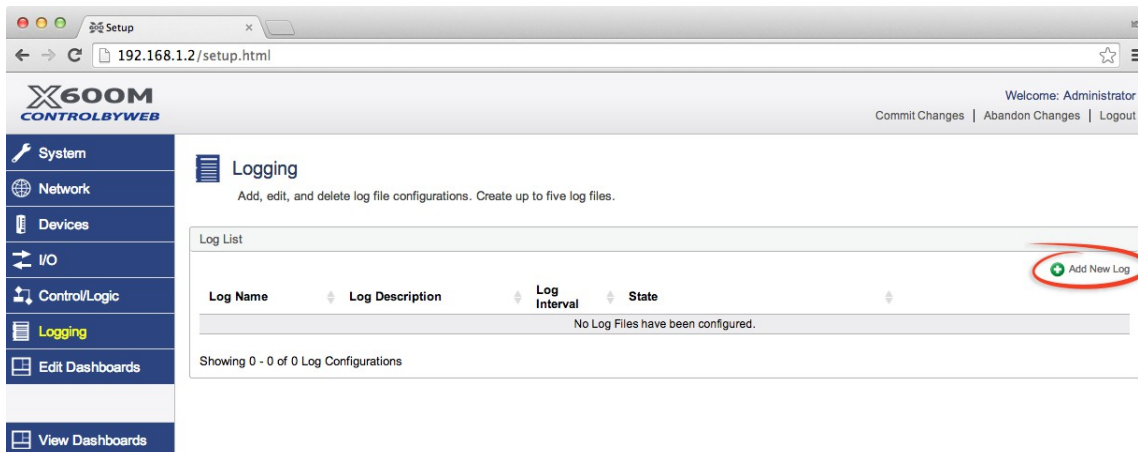 Setup
192.168.1.2/setup.html
X600M
CONTROLBYWEB
Welcome: Administrator
Commit Changes | Abandon Changes | Logout
System
Network
Devices
I/O
Control/Logic
Logging
Edit Dashboards
View Dashboards
Logging
Add, edit, and delete log file configurations. Create up to five log files.
Log List
Add New Log
Log Name Log Description Log Interval State
No Log Files have been configured.
Showing 0 - 0 of 0 Log Configurations